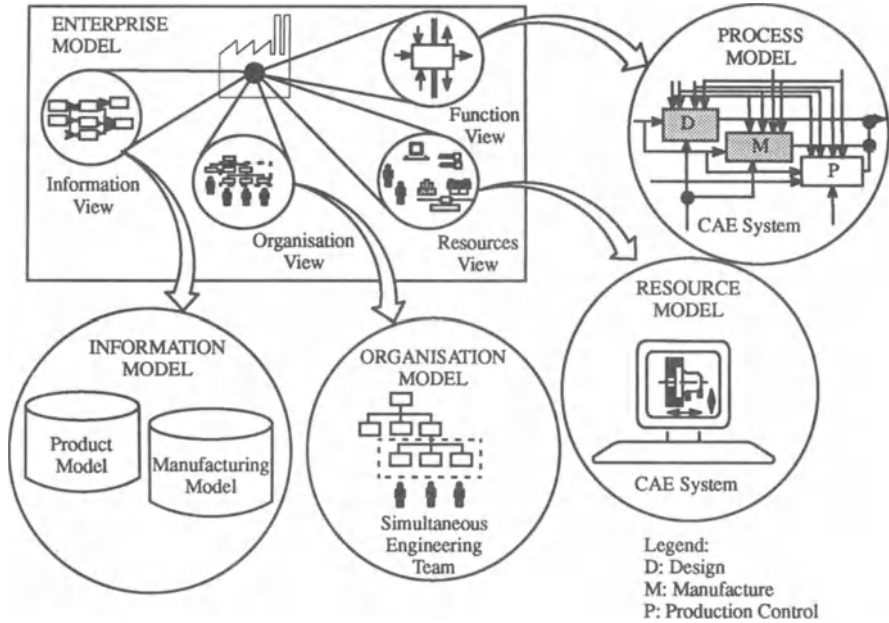 ENTERPRISE
MODEL
Information
View
Organisation
View
Function
View
Resources
View
PROCESS
MODEL
D
M
P
CAE System
INFORMATION
MODEL
Product
Model
Manufacturing
Model
ORGANISATION
MODEL
Simultaneous
Engineering
Team
RESOURCE
MODEL
CAE System
Legend:
D: Design
M: Manufacture
P: Production Control